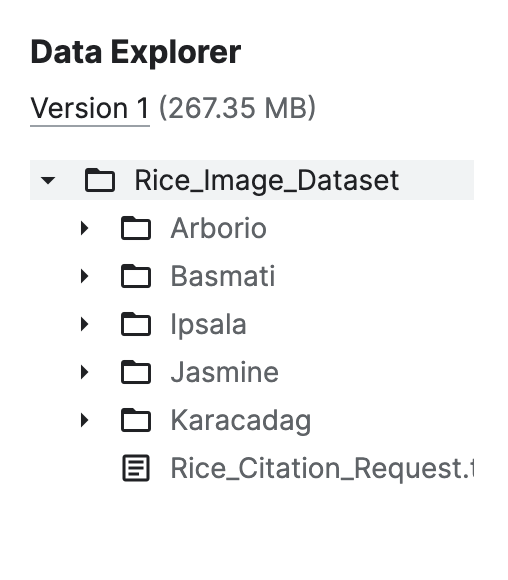 Data Explorer
Version 1 (267.35 MB)
Rice_Image_Dataset
Arborio
Basmati
Ipsala
Jasmine
Karacadag
Rice_Citation_Request.t